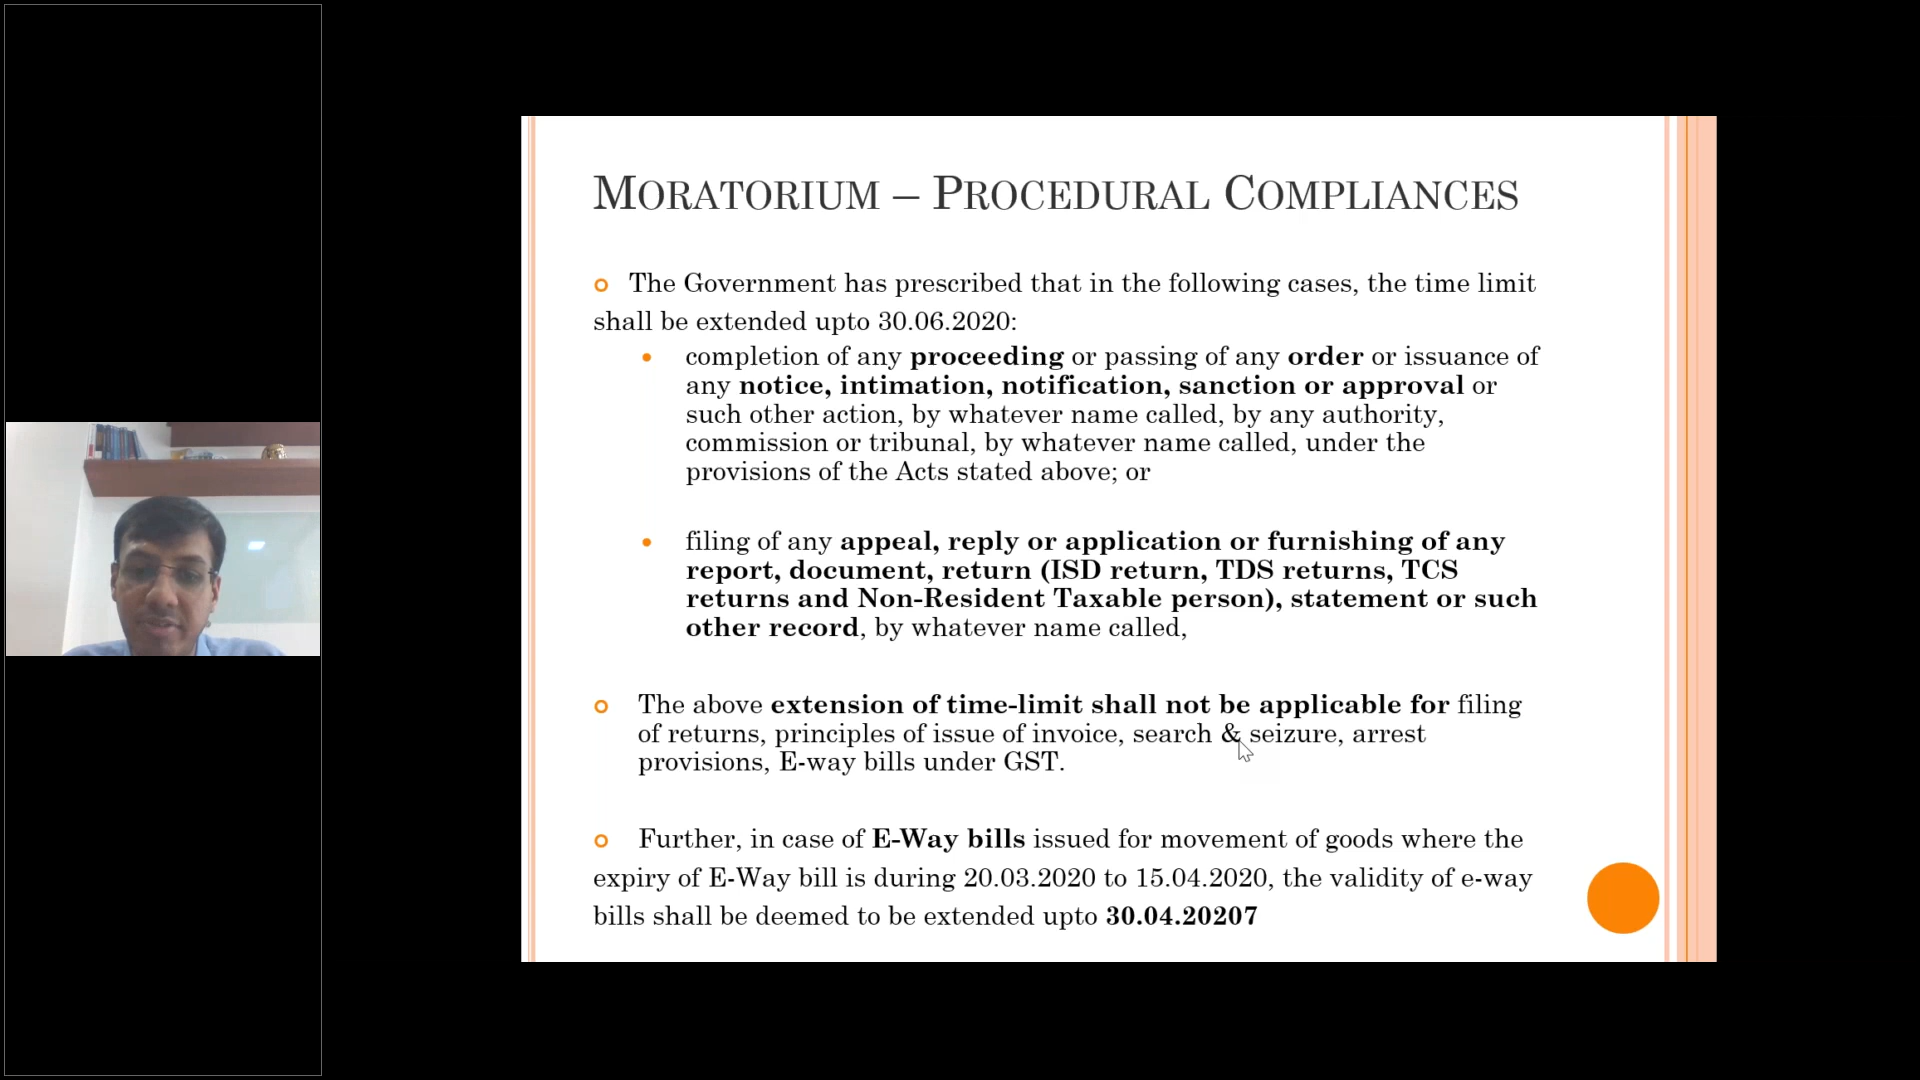 MORATORIUM – PROCEDURAL COMPLIANCES
The Government has prescribed that in the following cases, the time limit
shall be extended upto 30.06.2020:
completion of any proceeding or passing of any order or issuance of
any notice, intimation, notification, sanction or approval or
such other action, by whatever name called, by any authority,
commission or tribunal, by whatever name called, under the
provisions of the Acts stated above; or
filing of any appeal, reply or application or furnishing of any
report, document, return (ISD return, TDS returns, TCS
returns and Non-Resident Taxable person), statement or such
other record, by whatever name called,
The above extension of time-limit shall not be applicable for filing
of returns, principles of issue of invoice, search & seizure, arrest
provisions, E-way bills under GST.
Further, in case of E-Way bills issued for movement of goods where the
expiry of E-Way bill is during 20.03.2020 to 15.04.2020, the validity of e-way
bills shall be deemed to be extended upto 30.04.20207